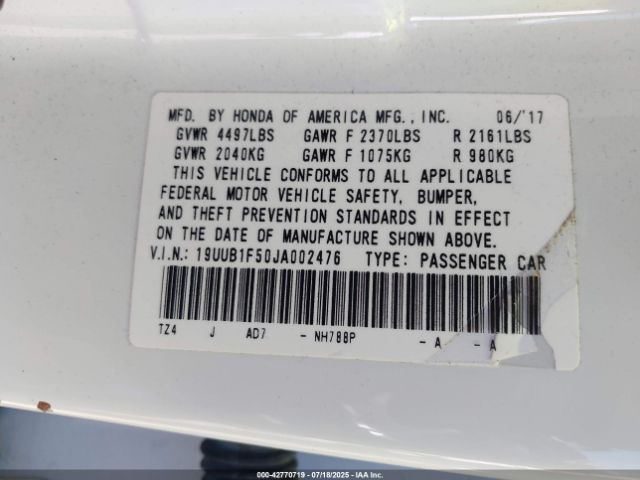 MFD. BY HONDA OF AMERICA MFG., INC. 06/'17
GVWR 4497LBS GAWR F 2370LBS R 2161LBS
GVWR 2040KG GAWR F 1075KG R 980KG
THIS VEHICLE CONFORMS TO ALL APPLICABLE
FEDERAL MOTOR VEHICLE SAFETY, BUMPER,
AND THEFT PREVENTION STANDARDS IN EFFECT
ON THE DATE OF MANUFACTURE SHOWN ABOVE.
V.I.N.: 19UUB1F50JA002476 TYPE: PASSENGER CAR
TZ4 J AD7 - NH788P - A - A
000-42770719 - 07/18/2025 - IAA Inc.